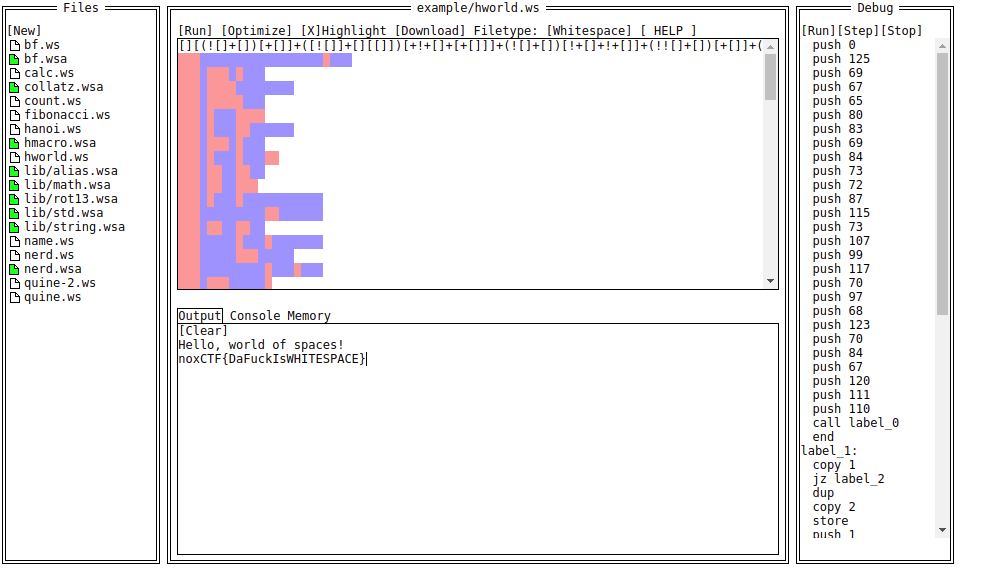 Files
[New]
bf.ws
bf.wsa
calc.ws
collatz.wsa
count.ws
fibonacci.ws
hanoi.ws
hmacro.wsa
hworld.ws
lib/alias.wsa
lib/math.wsa
lib/rot13.wsa
lib/std.wsa
lib/string.wsa
name.ws
nerd.ws
nerd.wsa
quine-2.ws
quine.ws
example/hworld.ws
[Run] [Optimize] [X]Highlight [Download] Filetype: [Whitespace] [ HELP ]
[][(![]+[])[+[]]+([![]]+[][[]])[+!+[]+[+[]]]+(![]+[])[!+[]+!+[]]+(!![]+[])[+[]]+(
Output Console Memory
[Clear]
Hello, world of spaces!
noxCTF{DaFuckIsWHITESPACE}
Debug
[Run][Step][Stop]
push 0
push 125
push 69
push 67
push 65
push 80
push 83
push 69
push 84
push 73
push 72
push 87
push 115
push 73
push 107
push 99
push 117
push 70
push 97
push 68
push 123
push 70
push 84
push 67
push 120
push 111
push 110
call label_0
end
label_1:
copy 1
jz label_2
dup
copy 2
store
push 1